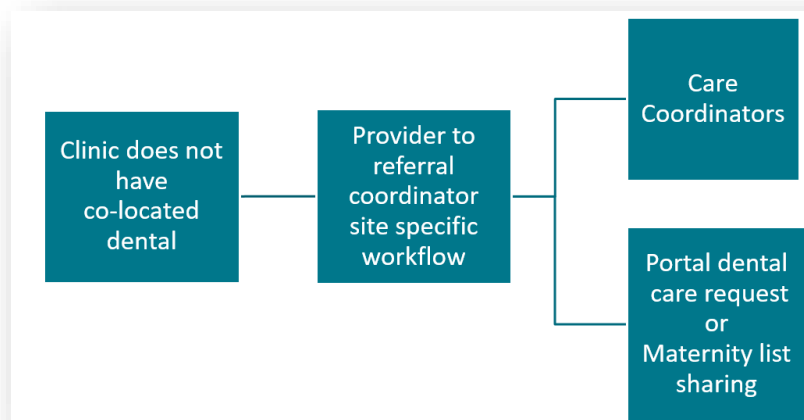 Clinic does not
have
co-located
dental
Provider to
referral
coordinator
site specific
workflow
Care
Coordinators
Portal dental
care request
or
Maternity list
sharing